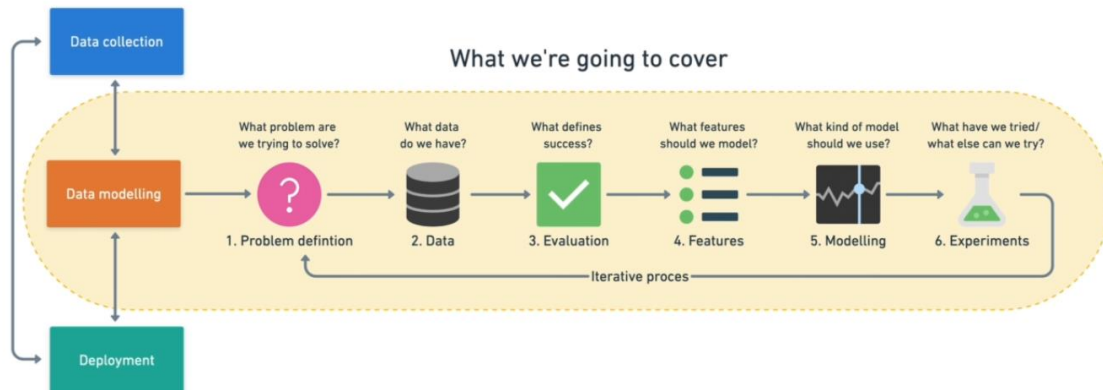 Data collection
What we're going to cover
What problem are
we trying to solve?
What data
do we have?
What defines
success?
What features
should we model?
What kind of model
should we use?
What have we tried/
what else can we try?
Data modelling
1. Problem defintion
2. Data
3. Evaluation
4. Features
5. Modelling
6. Experiments
Iterative proces
Deployment